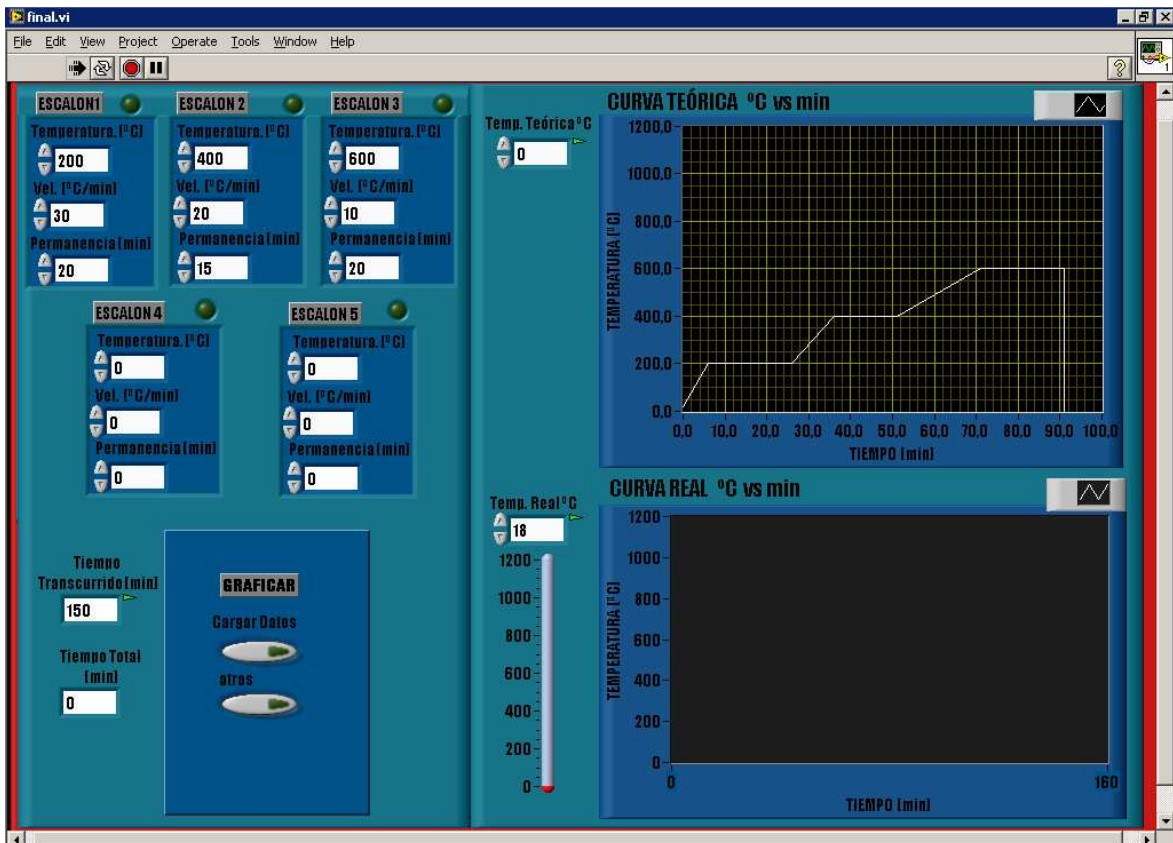 final.vi
File Edit View Project Operate Tools Window Help
1
ESCALON1 ESCALON 2 ESCALON 3
Temperatura.[ºC] Temperatura.[ºC] Temperatura.[ºC]
200 400 600
Vel. [ºC/min] Vel. [ºC/min] Vel. [ºC/min]
30 20 10
Permanencia[min] Permanencia[min] Permanencia[min]
20 15 20
ESCALON 4 ESCALON 5
Temperatura.[ºC] Temperatura.[ºC]
0 0
Vel. [ºC/min] Vel. [ºC/min]
0 0
Permanencia[min] Permanencia[min]
0 0
Tiempo
Transcurrido[min]
150
Tiempo Total
[min]
0
GRAFICAR
Cargar Datos
atras
CURVA TEÓRICA ºC vs min
Temp. Teórica ºC
0
TEMPERATURA [ºC]
1200,0
1000,0
800,0
600,0
400,0
200,0
0,0
0,0 10,0 20,0 30,0 40,0 50,0 60,0 70,0 80,0 90,0 100,0
TIEMPO [min]
CURVA REAL ºC vs min
Temp. Real ºC
18
1200
1000
800
600
400
200
0
TEMPERATURA [ºC]
1200
1000
800
600
400
200
0
0 160
TIEMPO [min]